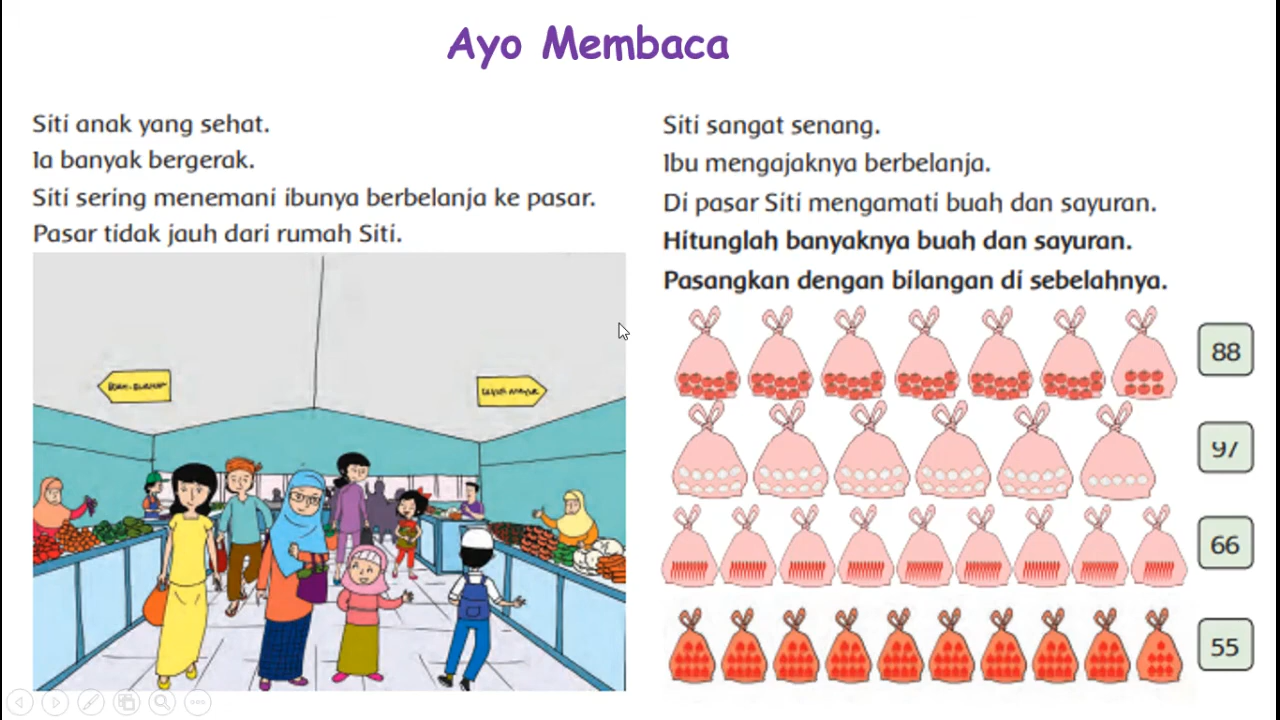 Ayo Membaca
Siti anak yang sehat.
Ia banyak bergerak.
Siti sering menemani ibunya berbelanja ke pasar.
Pasar tidak jauh dari rumah Siti.
Siti sangat senang.
Ibu mengajaknya berbelanja.
Di pasar Siti mengamati buah dan sayuran.
Hitunglah banyaknya buah dan sayuran.
Pasangkan dengan bilangan di sebelahnya.
88
97
66
55